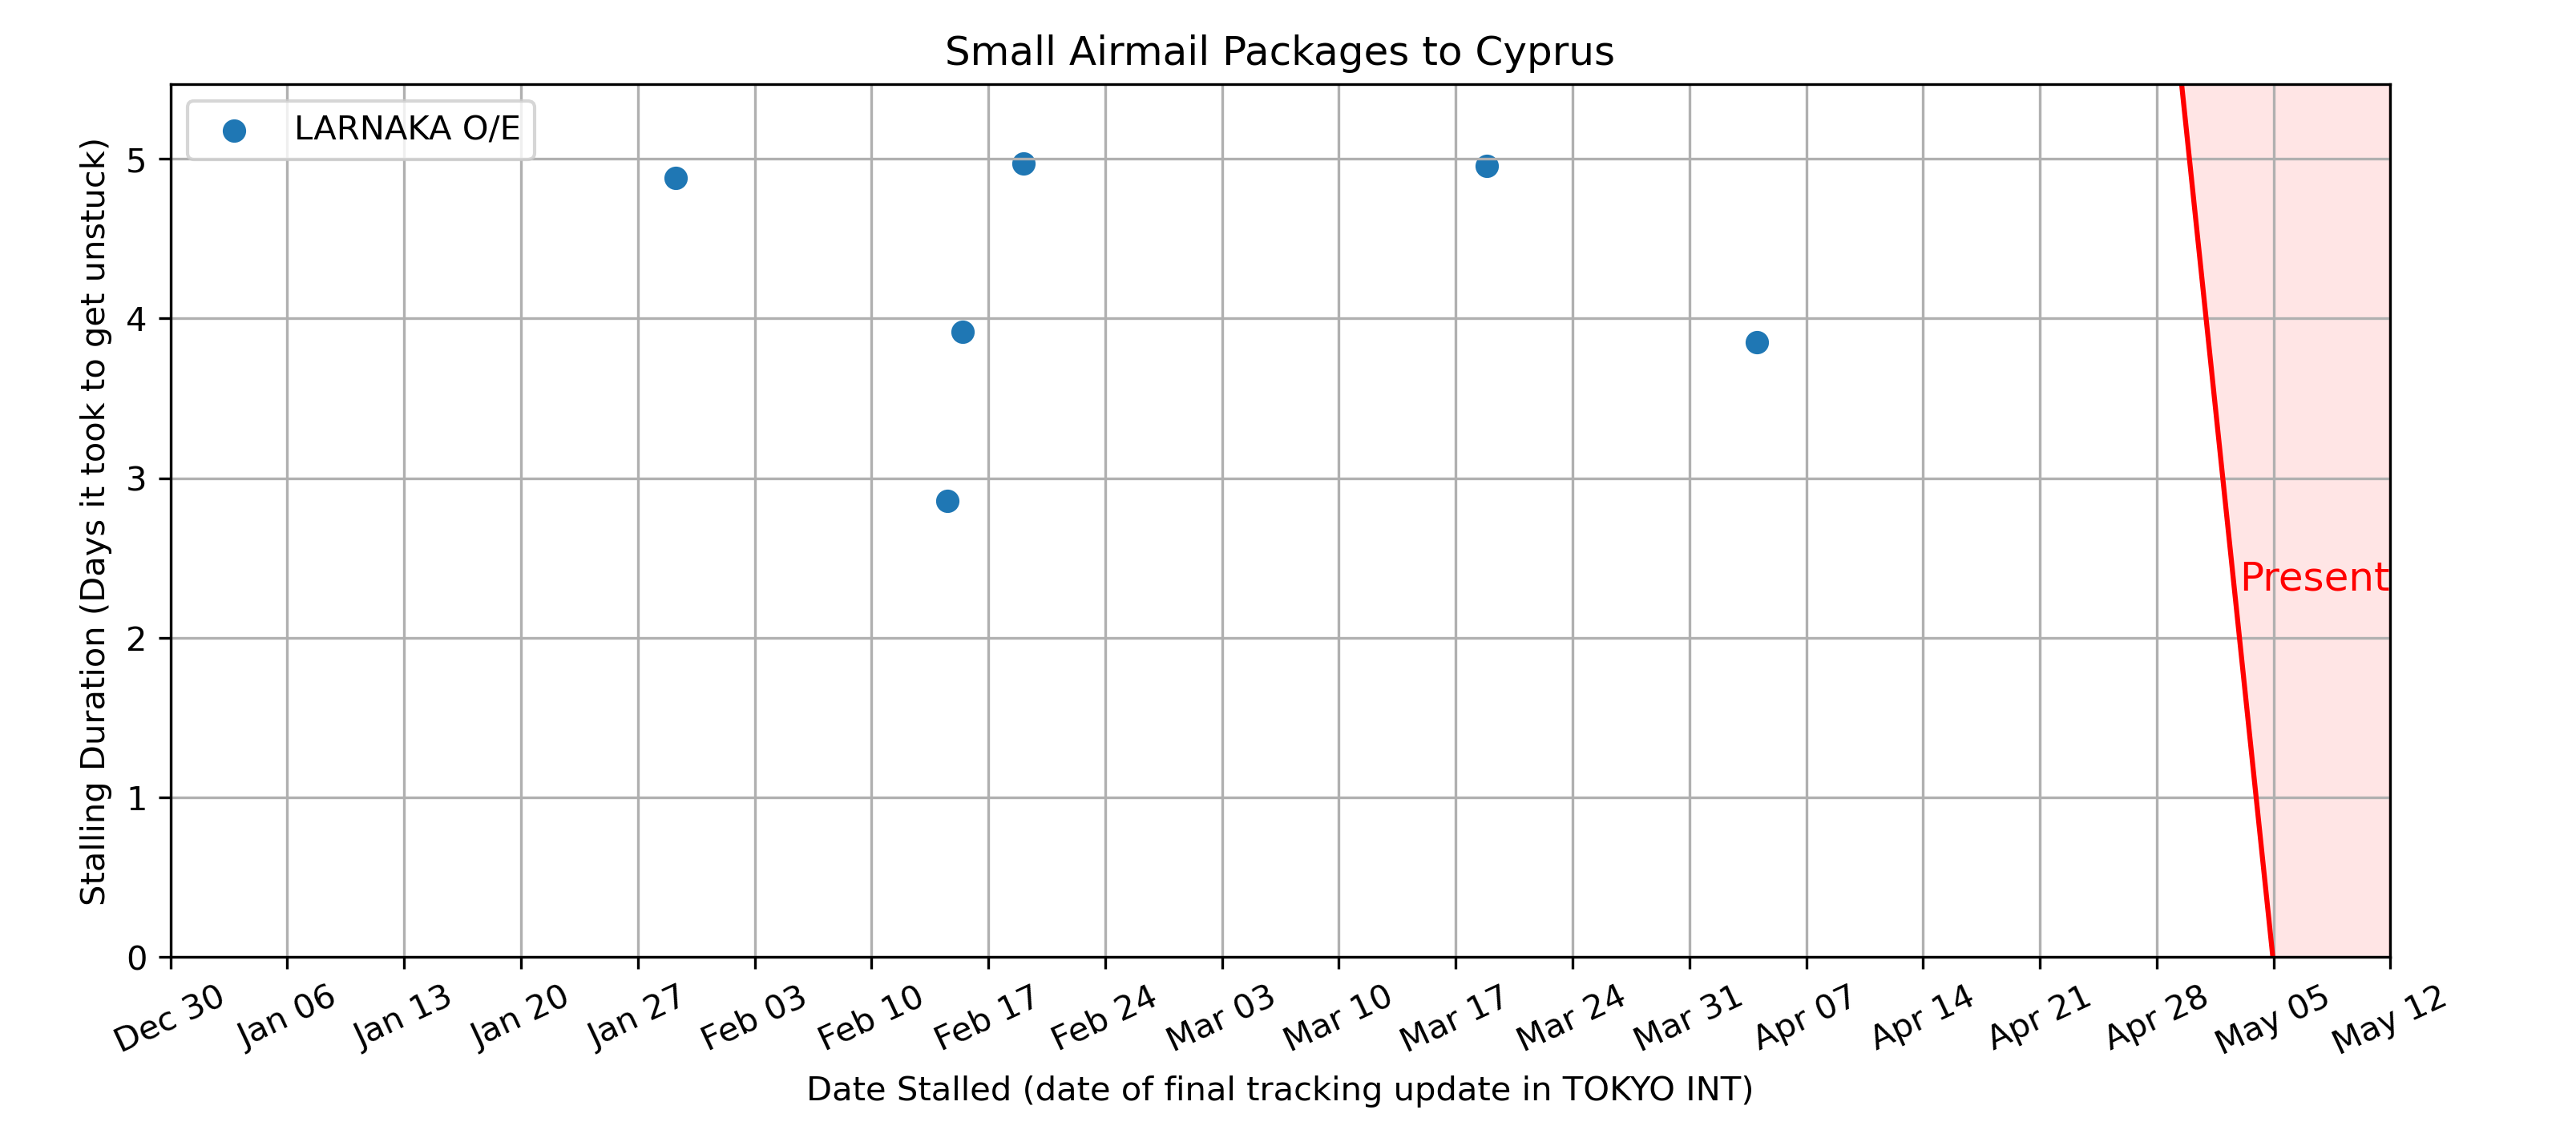 Small Airmail Packages to Cyprus
LARNAKA O/E
Stalling Duration (Days it took to get unstuck)
5
4
3
2
1
0
Present
Dec 30 Jan 06 Jan 13 Jan 20 Jan 27 Feb 03 Feb 10 Feb 17 Feb 24 Mar 03 Mar 10 Mar 17 Mar 24 Mar 31 Apr 07 Apr 14 Apr 21 Apr 28 May 05 May 12
Date Stalled (date of final tracking update in TOKYO INT)